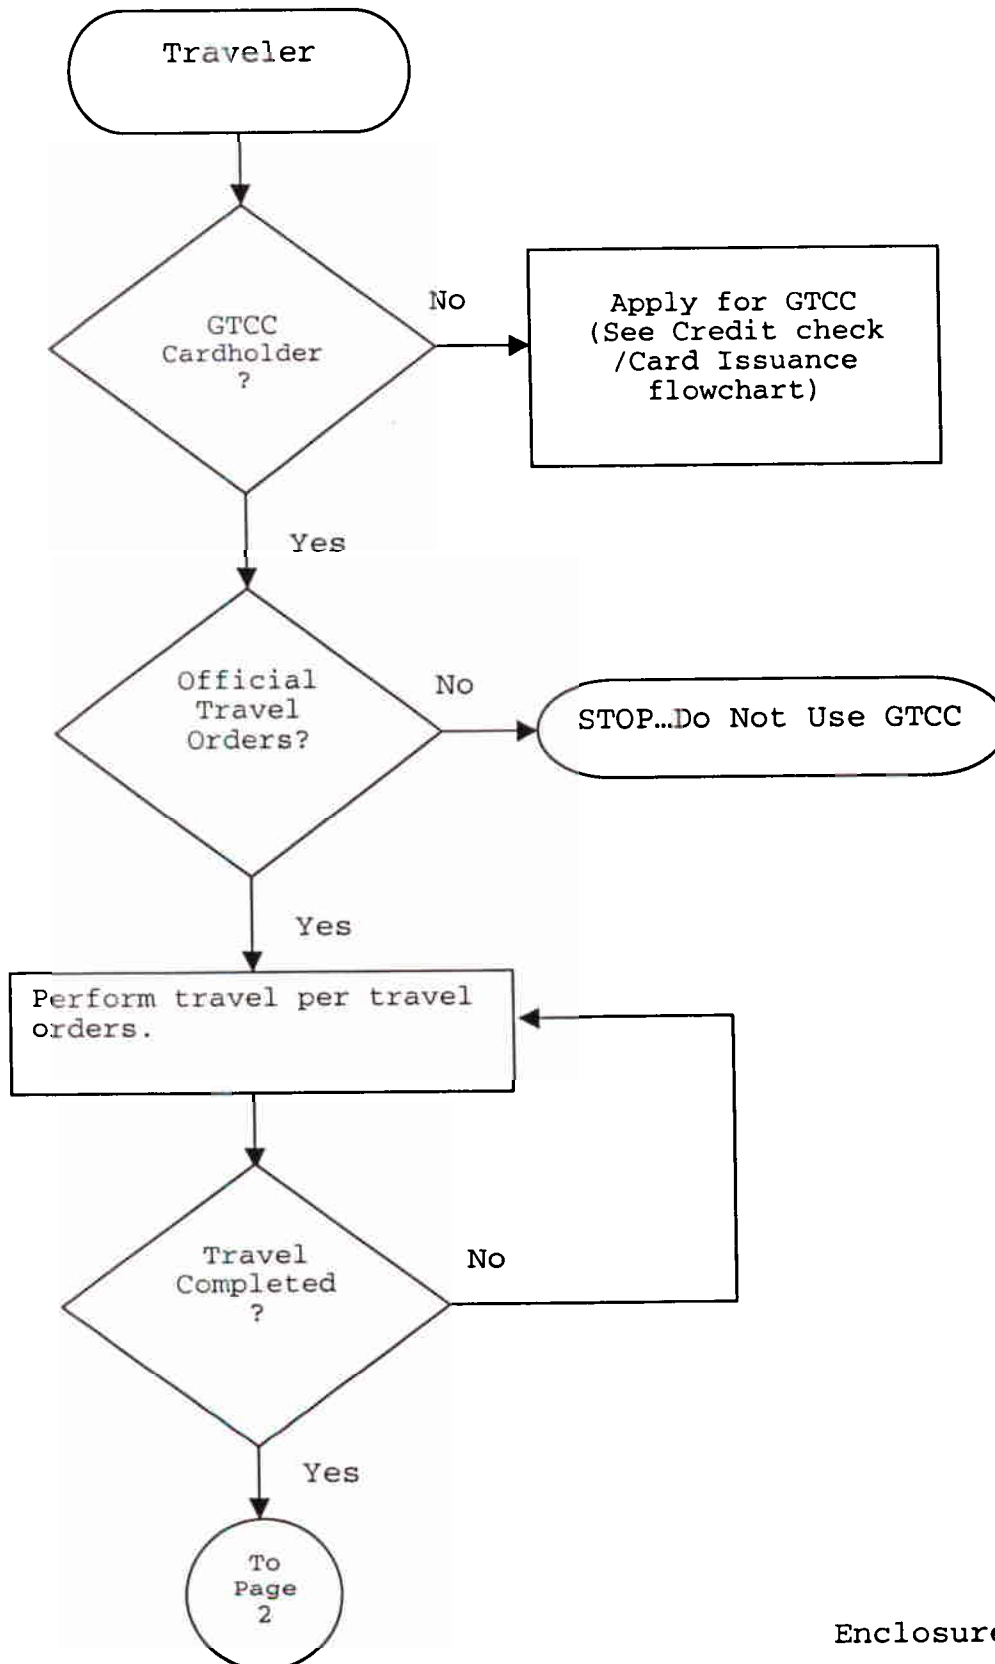 Traveler
No
GTCC
Cardholder
?
Apply for GTCC
(See Credit check
/Card Issuance
flowchart)
Yes
Official
Travel
Orders?
No
STOP…Do Not Use GTCC
Yes
Perform travel per travel
orders.
Travel
Completed
?
No
Yes
To
Page
2
Enclosure